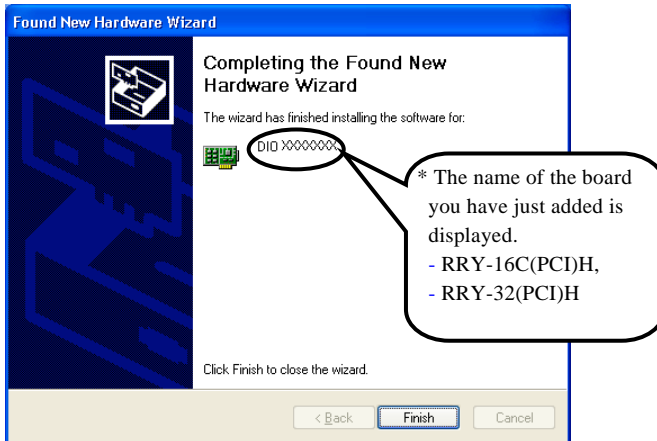 Found New Hardware Wizard
Completing the Found New
Hardware Wizard
The wizard has finished installing the software for:
DIO XXXXXXXX
* The name of the board
you have just added is
displayed.
- RRY-16C(PCI)H,
- RRY-32(PCI)H
Click Finish to close the wizard.
< Back
Finish
Cancel